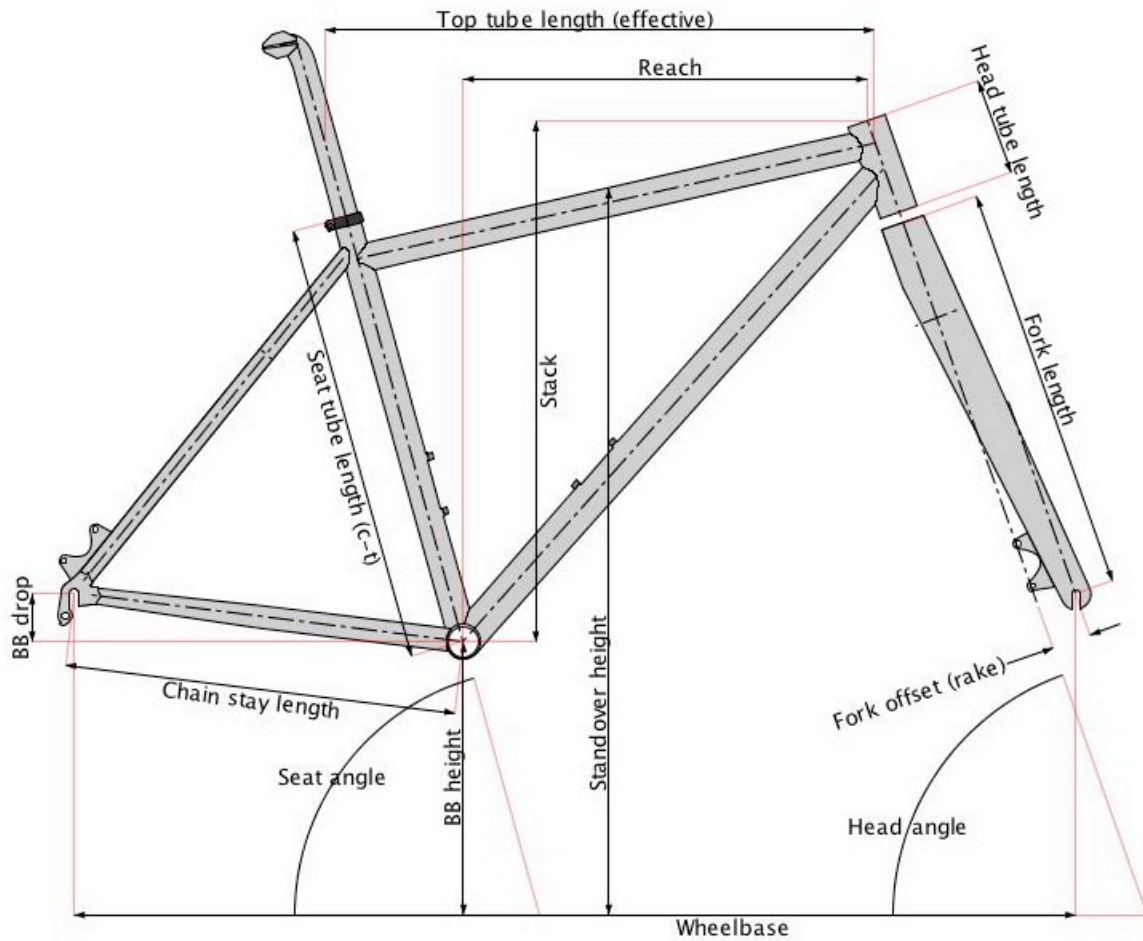 Top tube length (effective)
Reach
Head tube length
Stack
Seat tube length (c-t)
Fork length
BB drop
Chain stay length
Standover height
Fork offset (rake)
BB height
Seat angle
Head angle
Wheelbase